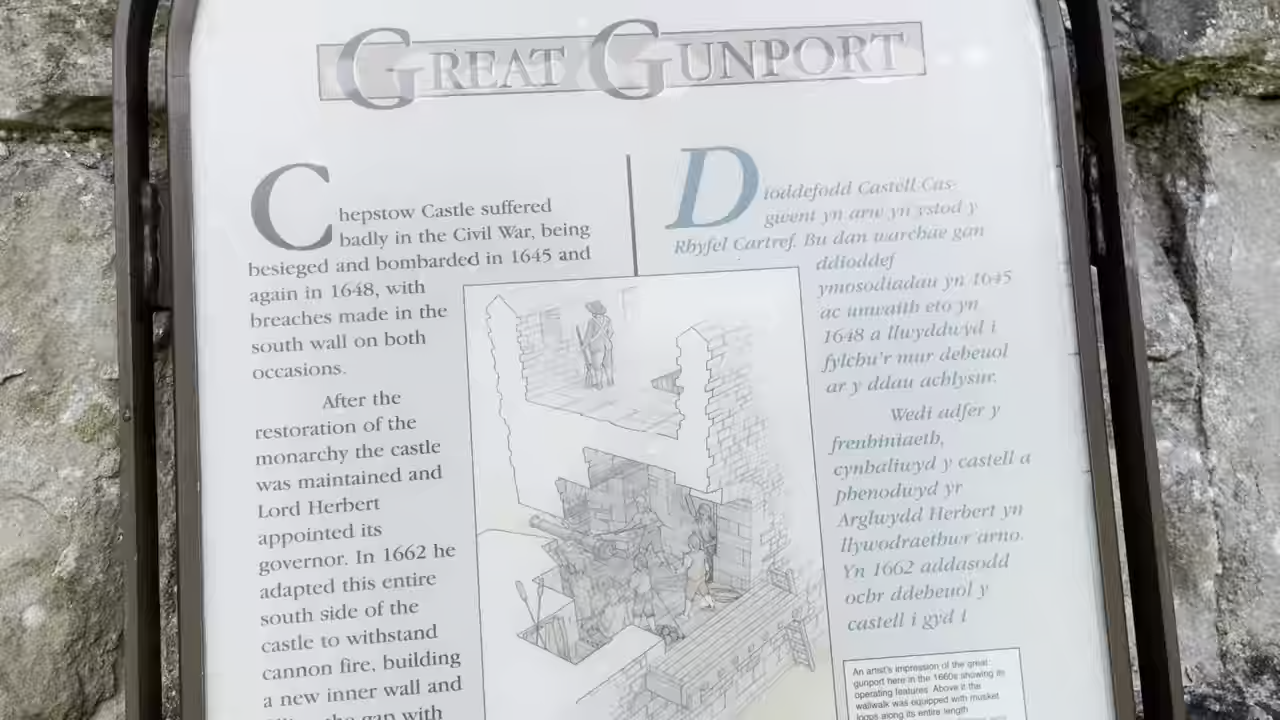 GREAT GUNPORT
Chepstow Castle suffered
badly in the Civil War, being
besieged and bombarded in 1645 and
again in 1648, with
breaches made in the
south wall on both
occasions.
After the
restoration of the
monarchy the castle
was maintained and
Lord Herbert
appointed its
governor. In 1662 he
adapted this entire
south side of the
castle to withstand
cannon fire, building
a new inner wall and
the gap with
Dioddefodd Castell Cas-
gwent yn arw yn ystod y
Rhyfel Cartref. Bu dan warchae gan
ddioddef
ymosodiadau yn 1645
ac unwaith eto yn
1648 a llwyddwyd i
fylchu'r mur deheuol
ar y ddau achlysur.
Wedi adfer y
frenhiniaeth,
cynhaliwyd y castell a
phenodwyd yr
Arglwydd Herbert yn
llywodraethwr arno.
Yn 1662 addasodd
ochr ddeheuol y
castell i gyd i
An artist's impression of the great
gunport here in the 1660s showing its
operating features. Above it the
wallwalk was equipped with musket
loops along its entire length